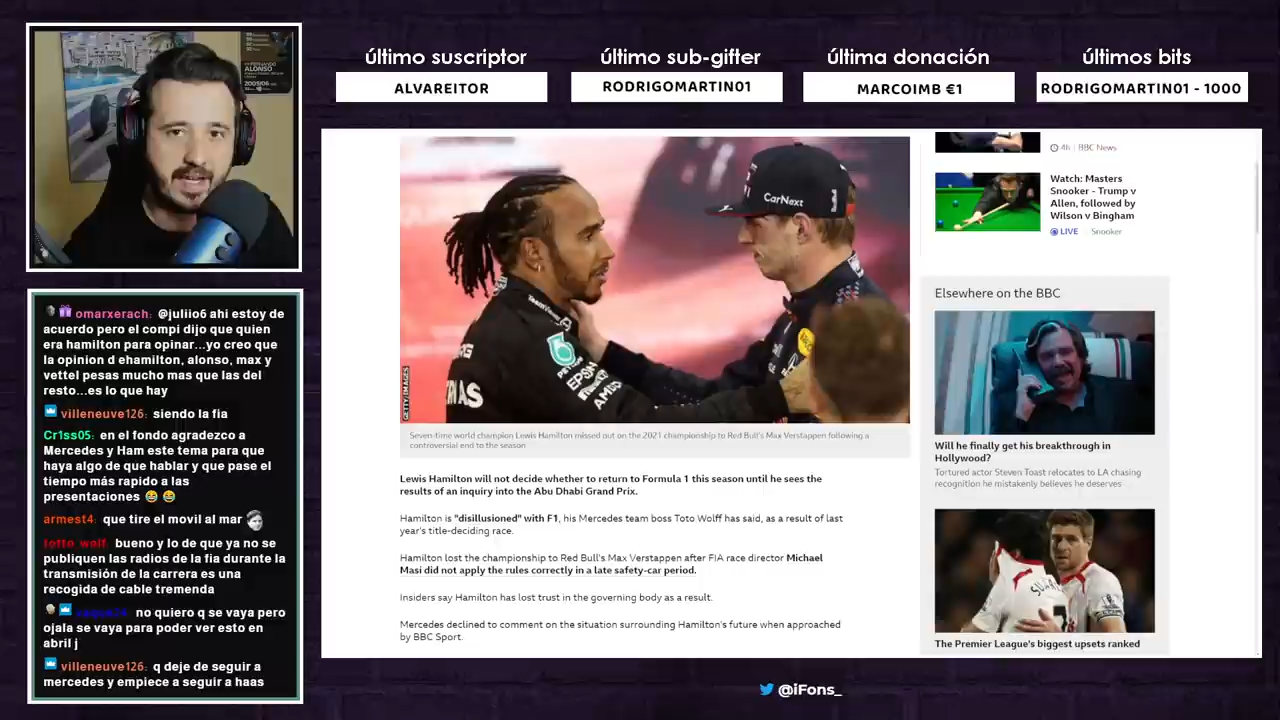 último suscriptor
ALVAREITOR
último sub-gifter
RODRIGOMARTIN01
última donación
MARCOIMB €1
últimos bits
RODRIGOMARTIN01 - 1000
ALONSO
omarxerach: @juliio6 ahi estoy de
acuerdo pero el compi dijo que quien
era hamilton para opinar...yo creo que
la opinion d ehamilton, alonso, max y
vettel pesas mucho mas que las del
resto...es lo que hay
villeneuve126: siendo la fia
Cr1ss05: en el fondo agradezco a
Mercedes y Ham este tema para que
haya algo de que hablar y que pase el
tiempo más rapido a las
presentaciones 😂 😂
armest4: que tire el movil al mar
bueno y lo de que ya no se
publiquen las radios de la fia durante la
transmisión de la carrera es una
recogida de cable tremenda
no quiero q se vaya pero
ojala se vaya para poder ver esto en
abril j
villeneuve126: q deje de seguir a
mercedes y empiece a seguir a haas
CarNext
EPSON
AMUS
GETTY IMAGES
Seven-time world champion Lewis Hamilton missed out on the 2021 championship to Red Bull's Max Verstappen following a
controversial end to the season
Lewis Hamilton will not decide whether to return to Formula 1 this season until he sees the
results of an inquiry into the Abu Dhabi Grand Prix.
Hamilton is "disillusioned" with F1, his Mercedes team boss Toto Wolff has said, as a result of last
year's title-deciding race.
Hamilton lost the championship to Red Bull's Max Verstappen after FIA race director Michael
Masi did not apply the rules correctly in a late safety-car period.
Insiders say Hamilton has lost trust in the governing body as a result.
Mercedes declined to comment on the situation surrounding Hamilton's future when approached
by BBC Sport.
4h | BBC News
Watch: Masters
Snooker - Trump v
Allen, followed by
Wilson v Bingham
LIVE Snooker
Elsewhere on the BBC
Will he finally get his breakthrough in
Hollywood?
Tortured actor Steven Toast relocates to LA chasing
recognition he mistakenly believes he deserves
The Premier League's biggest upsets ranked
@iFons_